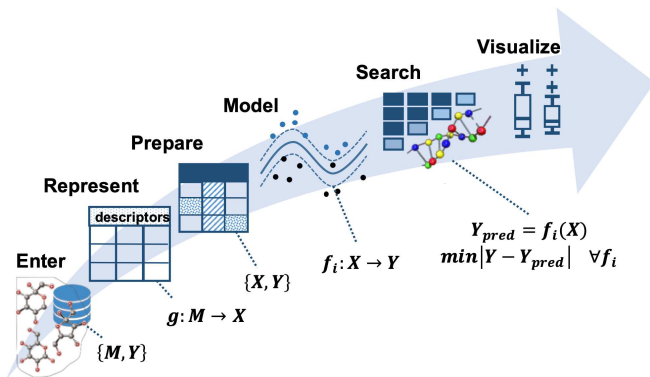 Visualize
Search
Model
Prepare
Represent
descriptors
Enter
Y_pred = f_i(X)
min|Y − Y_pred| ∀f_i
f_i: X → Y
{X, Y}
g: M → X
{M, Y}